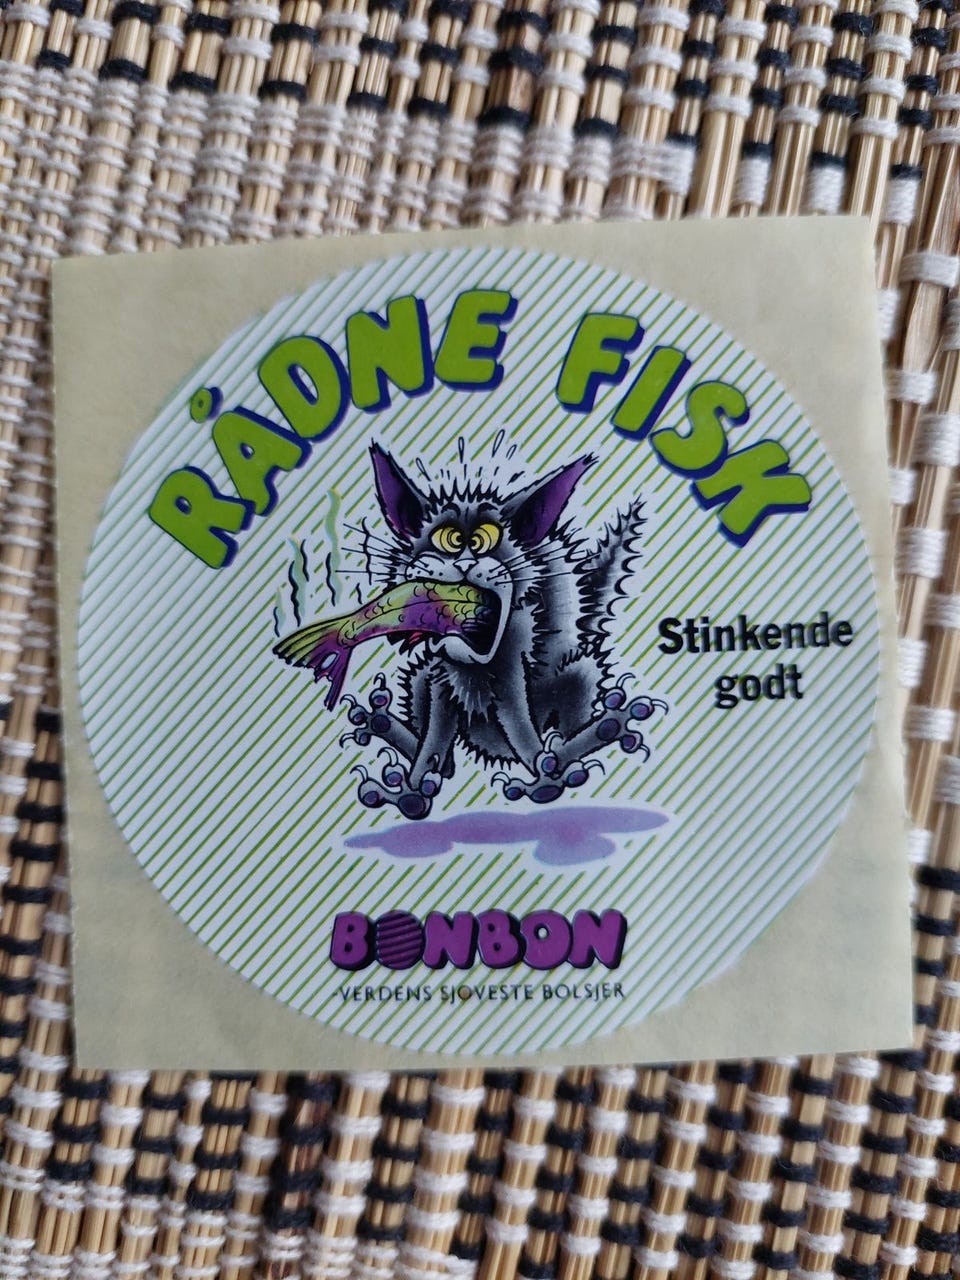 RÅDNE FISK
Stinkende
godt
BONBON
-VERDENS SJOVESTE BOLSJER